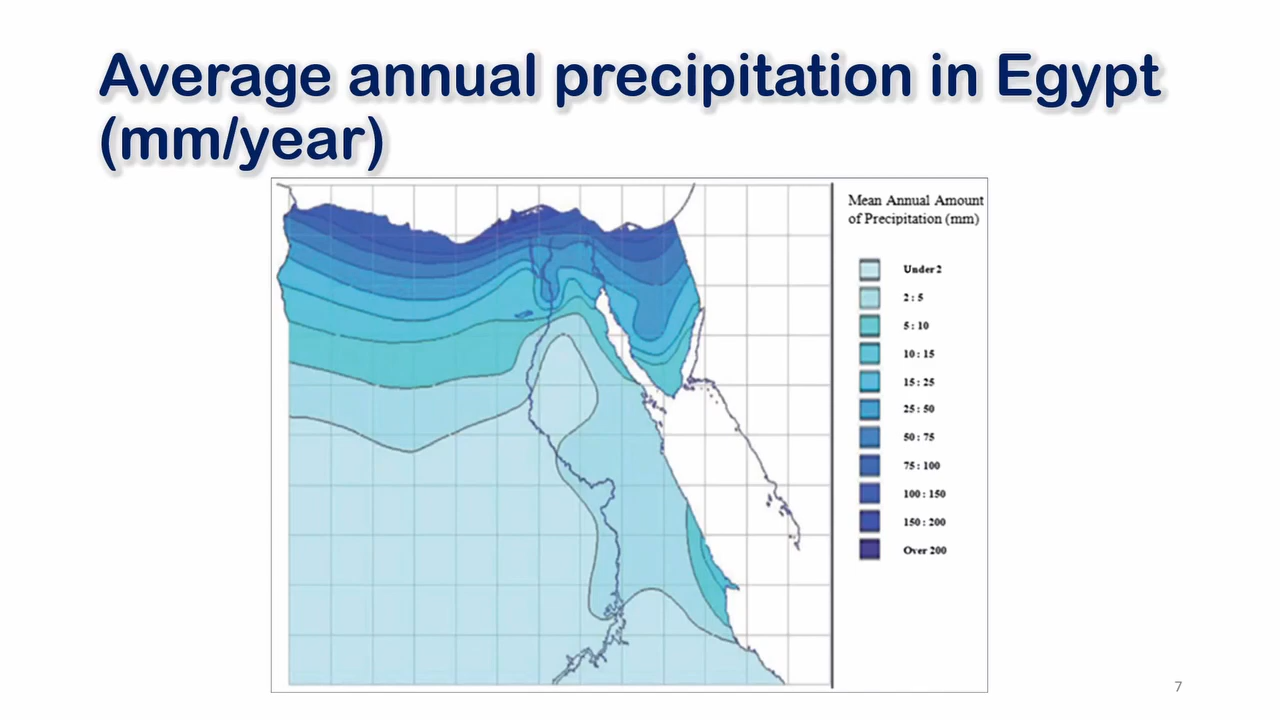 Average annual precipitation in Egypt
(mm/year)
Mean Annual Amount
of Precipitation (mm)
Under 2
2 : 5
5 : 10
10 : 15
15 : 25
25 : 50
50 : 75
75 : 100
100 : 150
150 : 200
Over 200
7